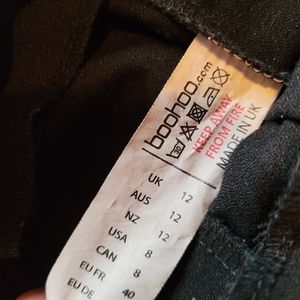 boohoo.com
30
KEEP AWAY
FROM FIRE
MADE IN UK
UK 12
AUS 12
NZ 12
USA 8
CAN 8
EU FR 40
EU DE